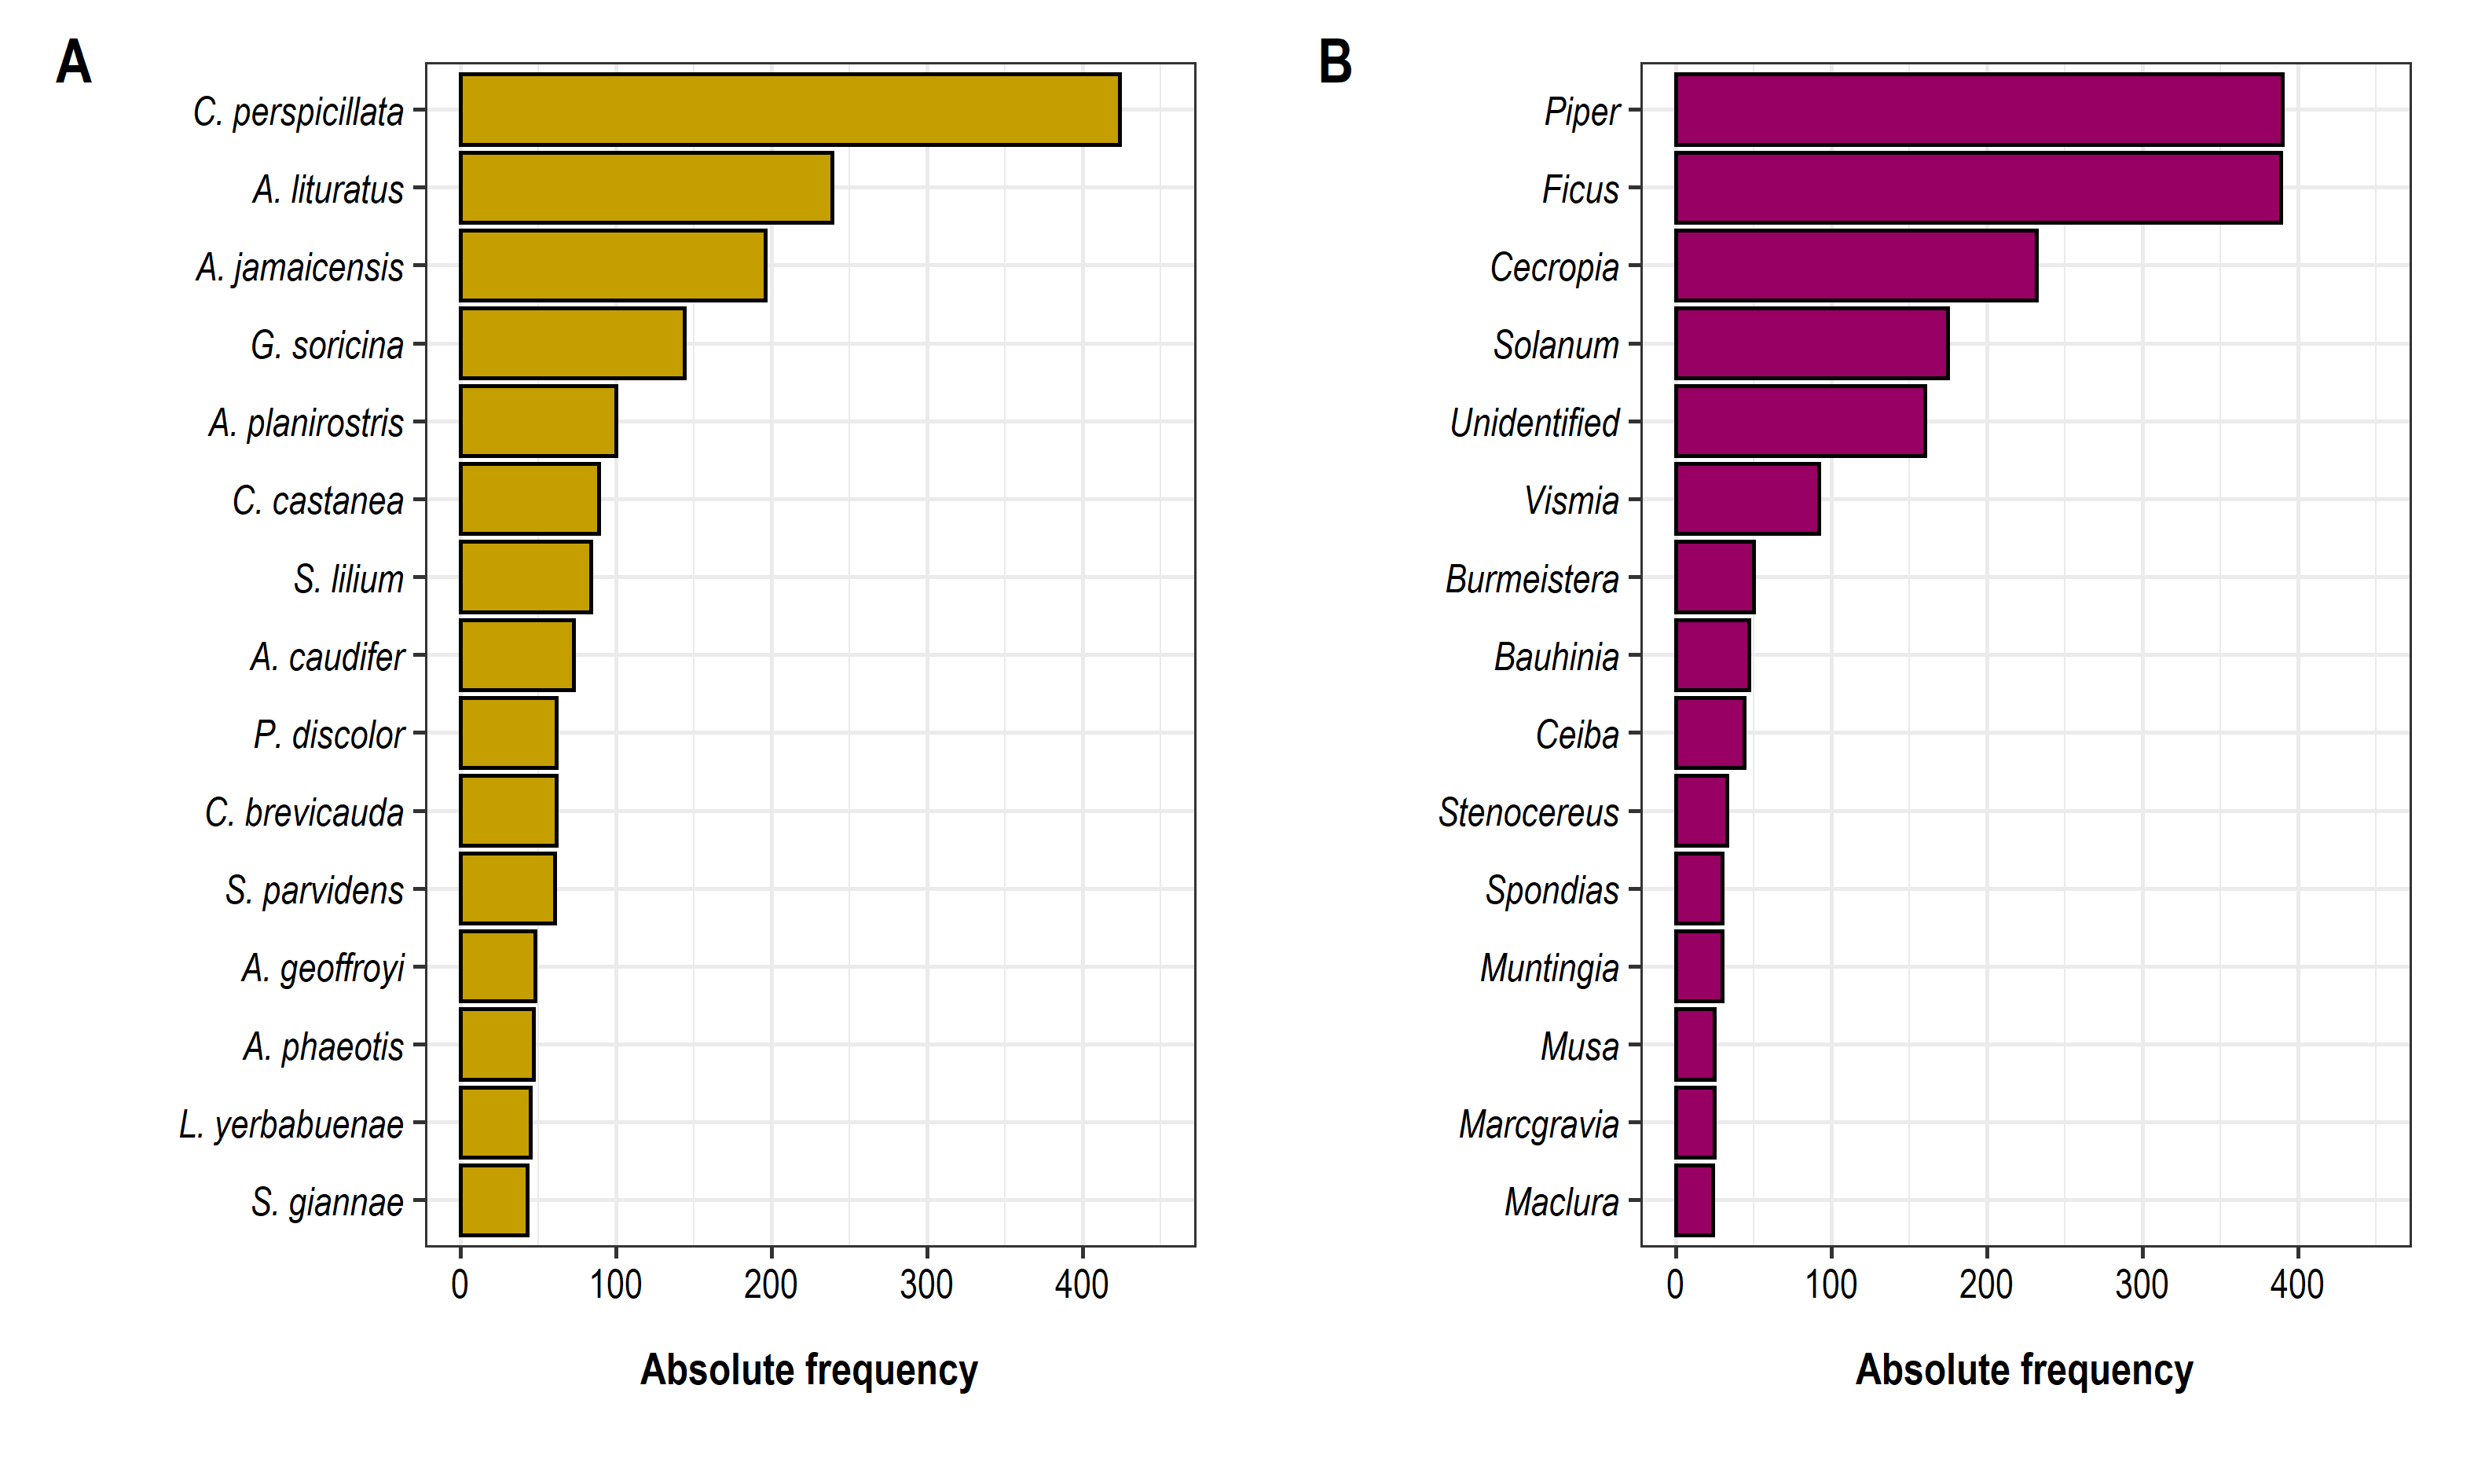 A
C. perspicillata
A. lituratus
A. jamaicensis
G. soricina
A. planirostris
C. castanea
S. lilium
A. caudifer
P. discolor
C. brevicauda
S. parvidens
A. geoffroyi
A. phaeotis
L. yerbabuenae
S. giannae
0 100 200 300 400
Absolute frequency
B
Piper
Ficus
Cecropia
Solanum
Unidentified
Vismia
Burmeistera
Bauhinia
Ceiba
Stenocereus
Spondias
Muntingia
Musa
Marcgravia
Maclura
0 100 200 300 400
Absolute frequency